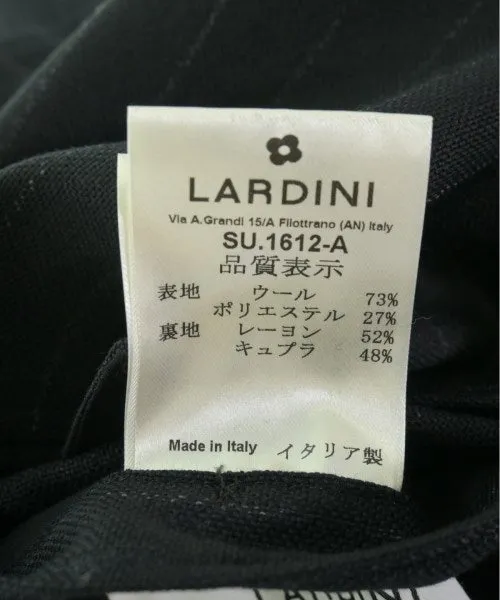 LARDINI
Via A.Grandi 15/A Filottrano (AN) Italy
SU.1612-A
品質表示
表地 ウール 73%
ポリエステル 27%
裏地 レーヨン 52%
キュプラ 48%
Made in Italy イタリア製
LARDINI